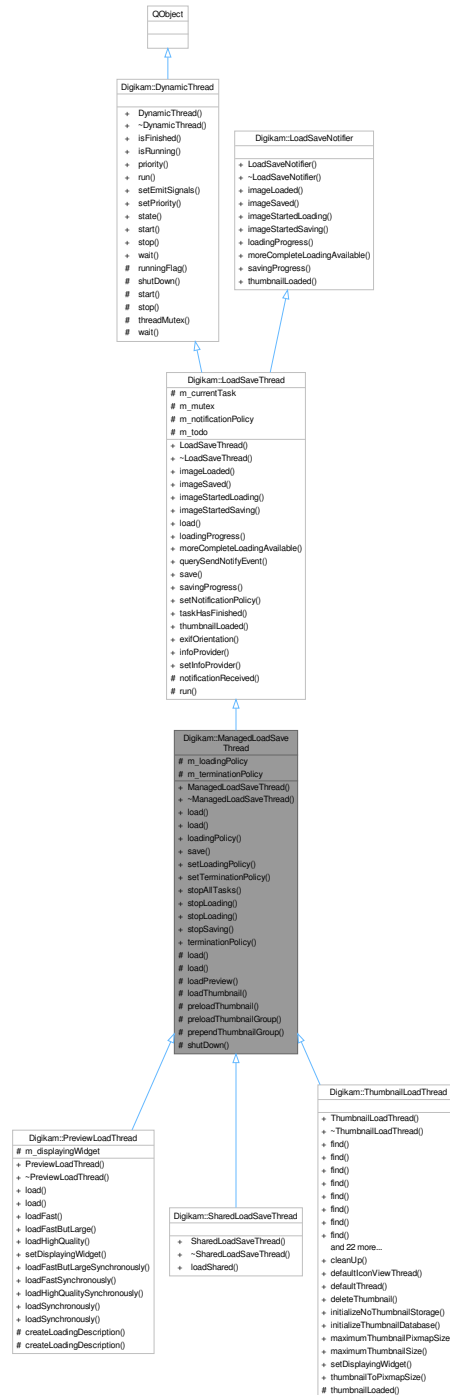 QObject
Digikam::DynamicThread
+ DynamicThread()
+ ~DynamicThread()
+ isFinished()
+ isRunning()
+ priority()
+ run()
+ setEmitSignals()
+ setPriority()
+ state()
+ start()
+ stop()
+ wait()
# runningFlag()
# shutDown()
# start()
# stop()
# threadMutex()
# wait()
Digikam::LoadSaveNotifier
+ LoadSaveNotifier()
+ ~LoadSaveNotifier()
+ imageLoaded()
+ imageSaved()
+ imageStartedLoading()
+ imageStartedSaving()
+ loadingProgress()
+ moreCompleteLoadingAvailable()
+ savingProgress()
+ thumbnailLoaded()
Digikam::LoadSaveThread
# m_currentTask
# m_mutex
# m_notificationPolicy
# m_todo
+ LoadSaveThread()
+ ~LoadSaveThread()
+ imageLoaded()
+ imageSaved()
+ imageStartedLoading()
+ imageStartedSaving()
+ load()
+ loadingProgress()
+ moreCompleteLoadingAvailable()
+ querySendNotifyEvent()
+ save()
+ savingProgress()
+ setNotificationPolicy()
+ taskHasFinished()
+ thumbnailLoaded()
+ exifOrientation()
+ infoProvider()
+ setInfoProvider()
# notificationReceived()
# run()
Digikam::ManagedLoadSave
Thread
# m_loadingPolicy
# m_terminationPolicy
+ ManagedLoadSaveThread()
+ ~ManagedLoadSaveThread()
+ load()
+ load()
+ loadingPolicy()
+ save()
+ setLoadingPolicy()
+ setTerminationPolicy()
+ stopAllTasks()
+ stopLoading()
+ stopLoading()
+ stopSaving()
+ terminationPolicy()
# load()
# load()
# loadPreview()
# loadThumbnail()
# preloadThumbnail()
# preloadThumbnailGroup()
# prependThumbnailGroup()
# shutDown()
Digikam::PreviewLoadThread
# m_displayingWidget
+ PreviewLoadThread()
+ ~PreviewLoadThread()
+ load()
+ load()
+ loadFast()
+ loadFastButLarge()
+ loadHighQuality()
+ setDisplayingWidget()
+ loadFastButLargeSynchronously()
+ loadFastSynchronously()
+ loadHighQualitySynchronously()
+ loadSynchronously()
+ loadSynchronously()
# createLoadingDescription()
# createLoadingDescription()
Digikam::SharedLoadSaveThread
+ SharedLoadSaveThread()
+ ~SharedLoadSaveThread()
+ loadShared()
Digikam::ThumbnailLoadThread
+ ThumbnailLoadThread()
+ ~ThumbnailLoadThread()
+ find()
+ find()
+ find()
+ find()
+ find()
+ find()
+ find()
+ find()
and 22 more...
+ cleanUp()
+ defaultIconViewThread()
+ defaultThread()
+ deleteThumbnail()
+ initializeNoThumbnailStorage()
+ initializeThumbnailDatabase()
+ maximumThumbnailPixmapSize()
+ maximumThumbnailSize()
+ setDisplayingWidget()
+ thumbnailToPixmapSize()
# thumbnailLoaded()